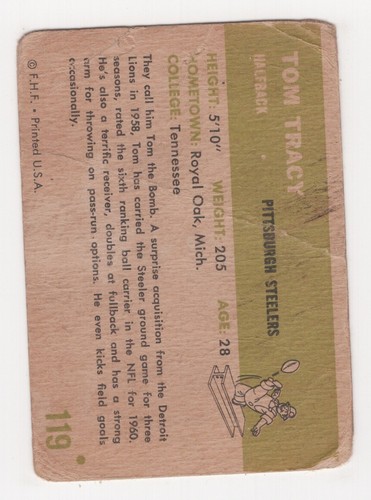 TOM TRACY
HALFBACK
PITTSBURGH STEELERS
HEIGHT: 5'10" WEIGHT: 205 AGE: 28
HOMETOWN: Royal Oak, Mich.
COLLEGE: Tennessee
They call him Tom the Bomb. A surprise acquisition from the Detroit
Lions in 1958, Tom has carried the Steeler ground game for three
seasons, rated the sixth ranking ball carrier in the NFL for 1960.
He's also a terrific receiver, doubles at fullback and has a strong
arm for throwing on pass-run options. He even kicks field goals
occasionally.
© F.H.F. • Printed U.S.A.
119